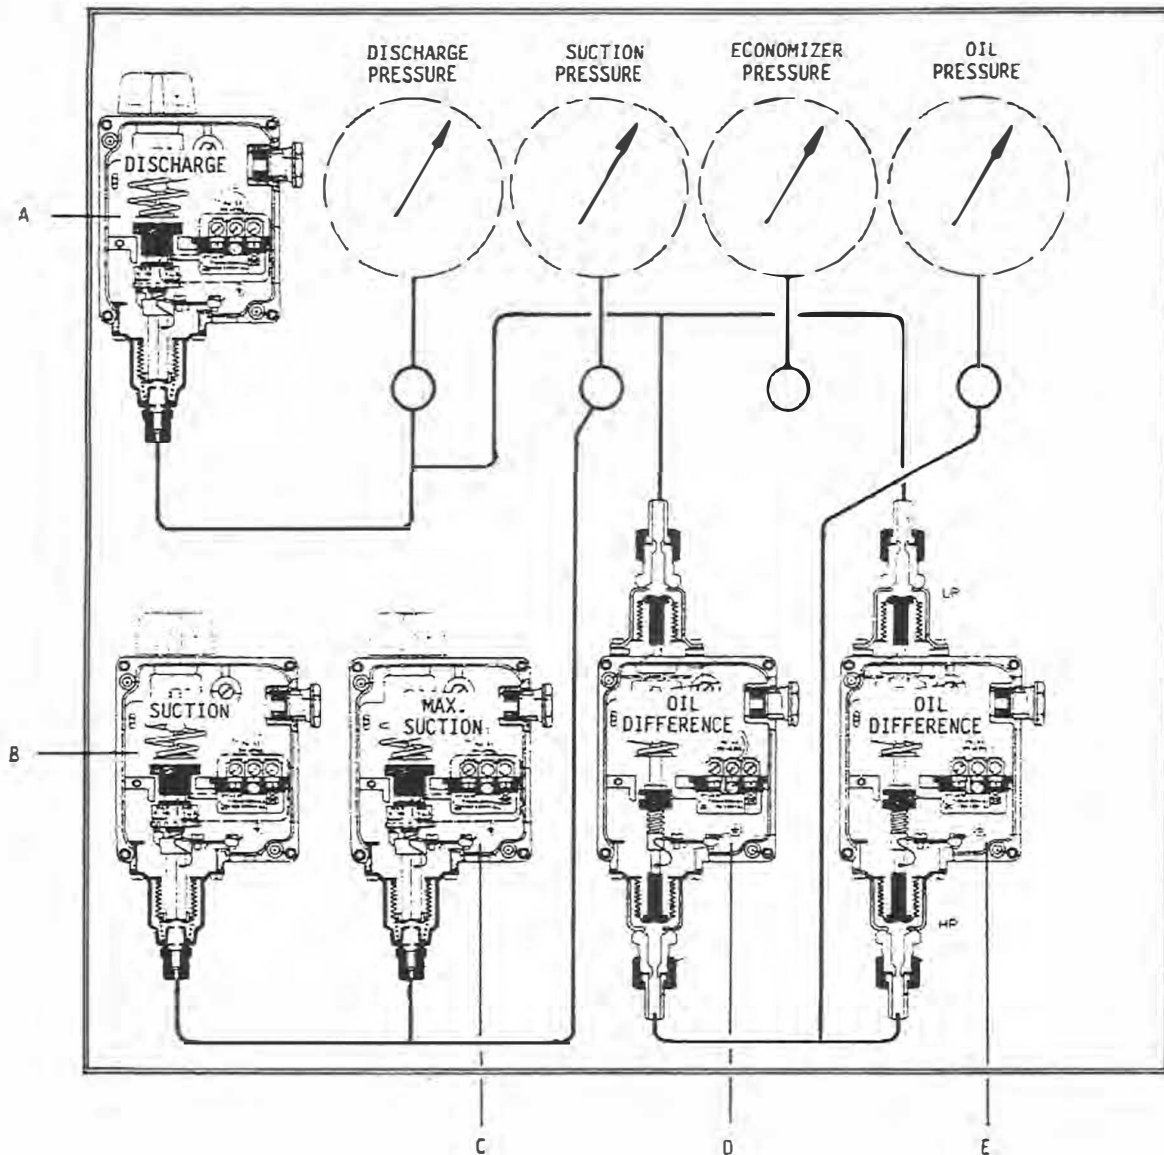 DISCHARGE
PRESSURE
SUCTION
PRESSURE
ECONOMIZER
PRESSURE
OIL
PRESSURE
DISCHARGE
A
LP
SUCTION
MAX.
SUCTION
OIL
DIFFERENCE
OIL
DIFFERENCE
B
HP
C
D
E